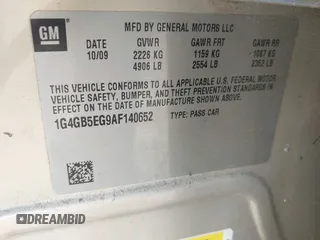 GM
MFD BY GENERAL MOTORS LLC
10/09
GVWR
2226 KG
4906 LB
GAWR FRT
1159 KG
2554 LB
GAWR RR
1067 KG
2352 LB
THIS VEHICLE CONFORMS TO ALL APPLICABLE U.S. FEDERAL MOTOR
VEHICLE SAFETY, BUMPER, AND THEFT PREVENTION STANDARDS IN
EFFECT ON THE DATE OF MANUFACTURE SHOWN ABOVE.
1G4GB5EG9AF140652
TYPE: PASS CAR
DREAMBID